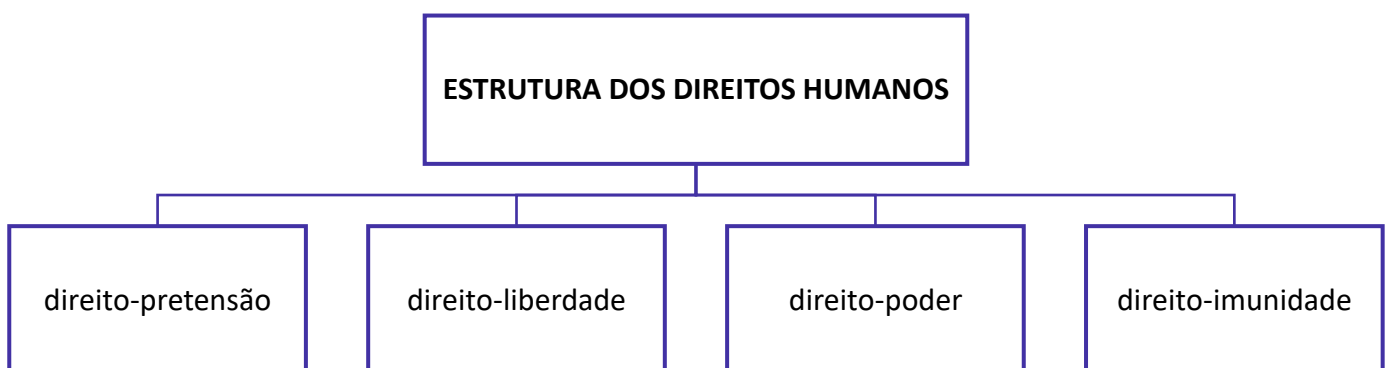 ESTRUTURA DOS DIREITOS HUMANOS
direito-pretensão
direito-liberdade
direito-poder
direito-imunidade